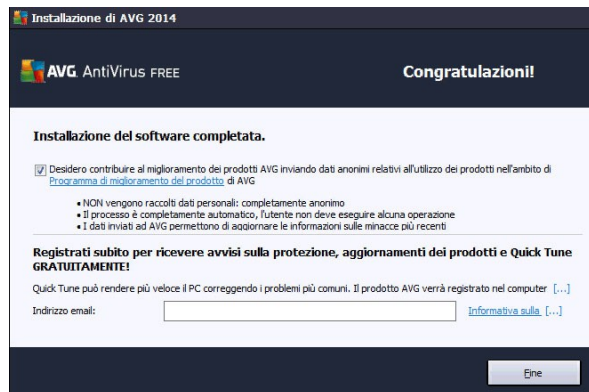 Installazione di AVG 2014
AVG. AntiVirus FREE
Congratulazioni!
Installazione del software completata.
Desidero contribuire al miglioramento dei prodotti AVG inviando dati anonimi relativi all'utilizzo dei prodotti nell'ambito di
Programma di miglioramento del prodotto di AVG
• NON vengono raccolti dati personali: completamente anonimo
• Il processo è completamente automatico, l'utente non deve eseguire alcuna operazione
• I dati inviati ad AVG permettono di aggiornare le informazioni sulle minacce più recenti
Registrati subito per ricevere avvisi sulla protezione, aggiornamenti dei prodotti e Quick Tune
GRATUITAMENTE!
Quick Tune può rendere più veloce il PC correggendo i problemi più comuni. Il prodotto AVG verrà registrato nel computer [...]
Indirizzo email:
Informativa sulla [...]
Fine